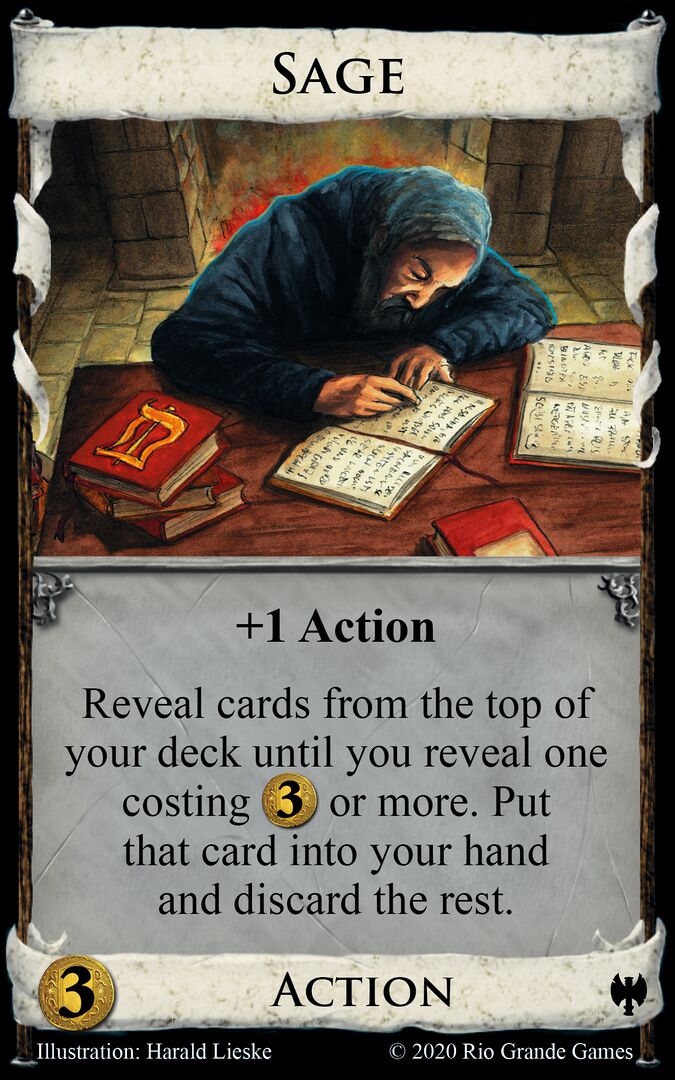 Sage
+1 Action
Reveal cards from the top of
your deck until you reveal one
costing 3 or more. Put
that card into your hand
and discard the rest.
3
Action
Illustration: Harald Lieske
© 2020 Rio Grande Games